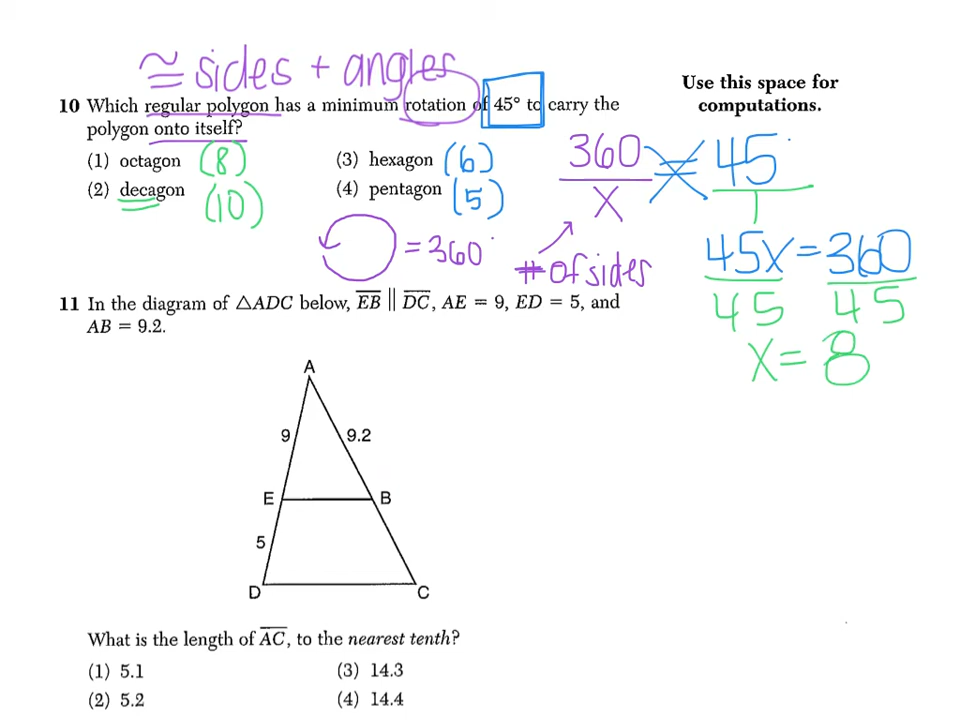 ≅ sides + angles
Use this space for
computations.
10 Which regular polygon has a minimum rotation of 45° to carry the
polygon onto itself?
(1) octagon (8)
(3) hexagon (6)
(2) decagon (10)
(4) pentagon (5)
360/x = 45/1
= 360°
# of sides
45x = 360
45 45
x = 8
11 In the diagram of △ADC below, EB ∥ DC, AE = 9, ED = 5, and
AB = 9.2.
A
9
9.2
E
B
5
D
C
What is the length of AC, to the nearest tenth?
(1) 5.1
(3) 14.3
(2) 5.2
(4) 14.4